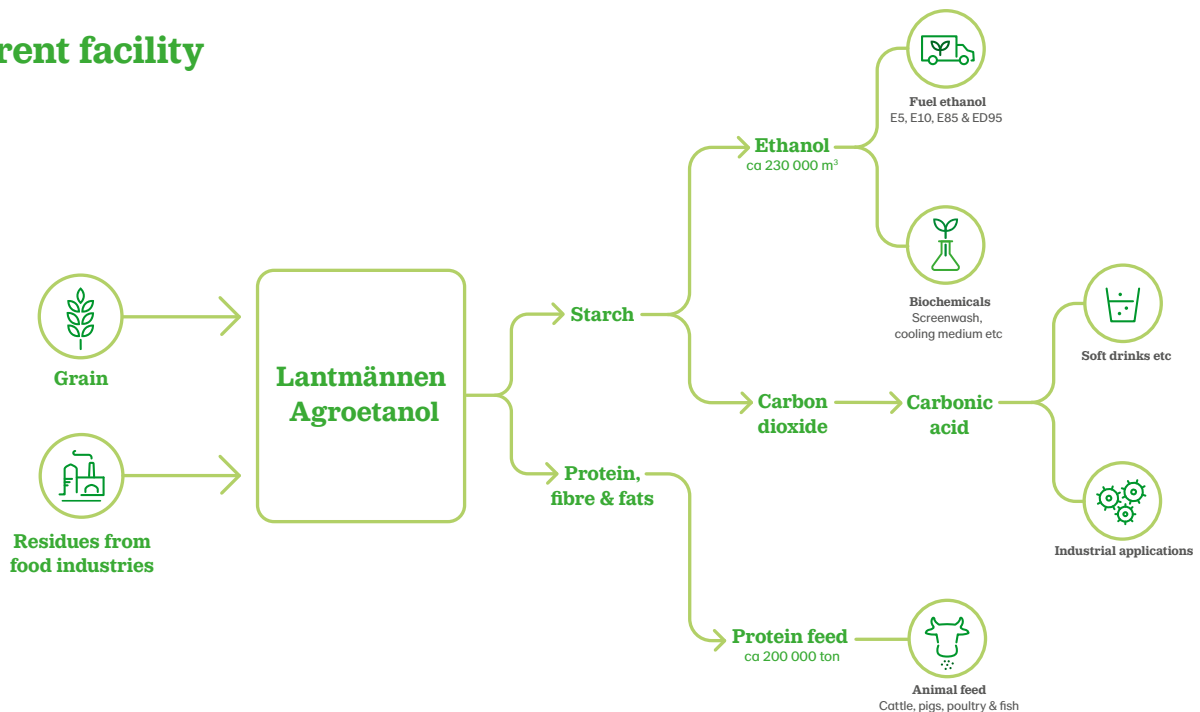 rent facility
Fuel ethanol
E5, E10, E85 & ED95
Ethanol
ca 230 000 m³
Biochemicals
Screenwash,
cooling medium etc
Grain
Lantmännen
Agroetanol
Starch
Soft drinks etc
Carbon
dioxide
Carbonic
acid
Residues from
food industries
Protein,
fibre & fats
Industrial applications
Protein feed
ca 200 000 ton
Animal feed
Cattle, pigs, poultry & fish